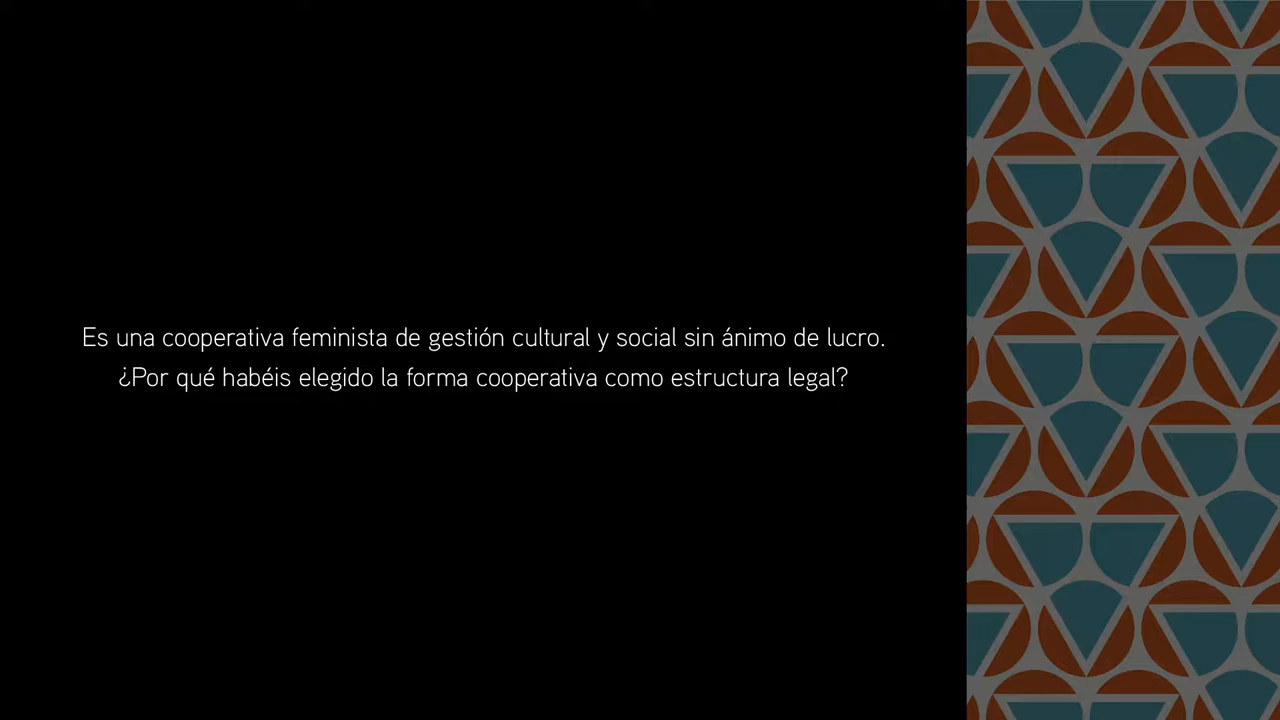 Es una cooperativa feminista de gestión cultural y social sin ánimo de lucro.
¿Por qué habéis elegido la forma cooperativa como estructura legal?